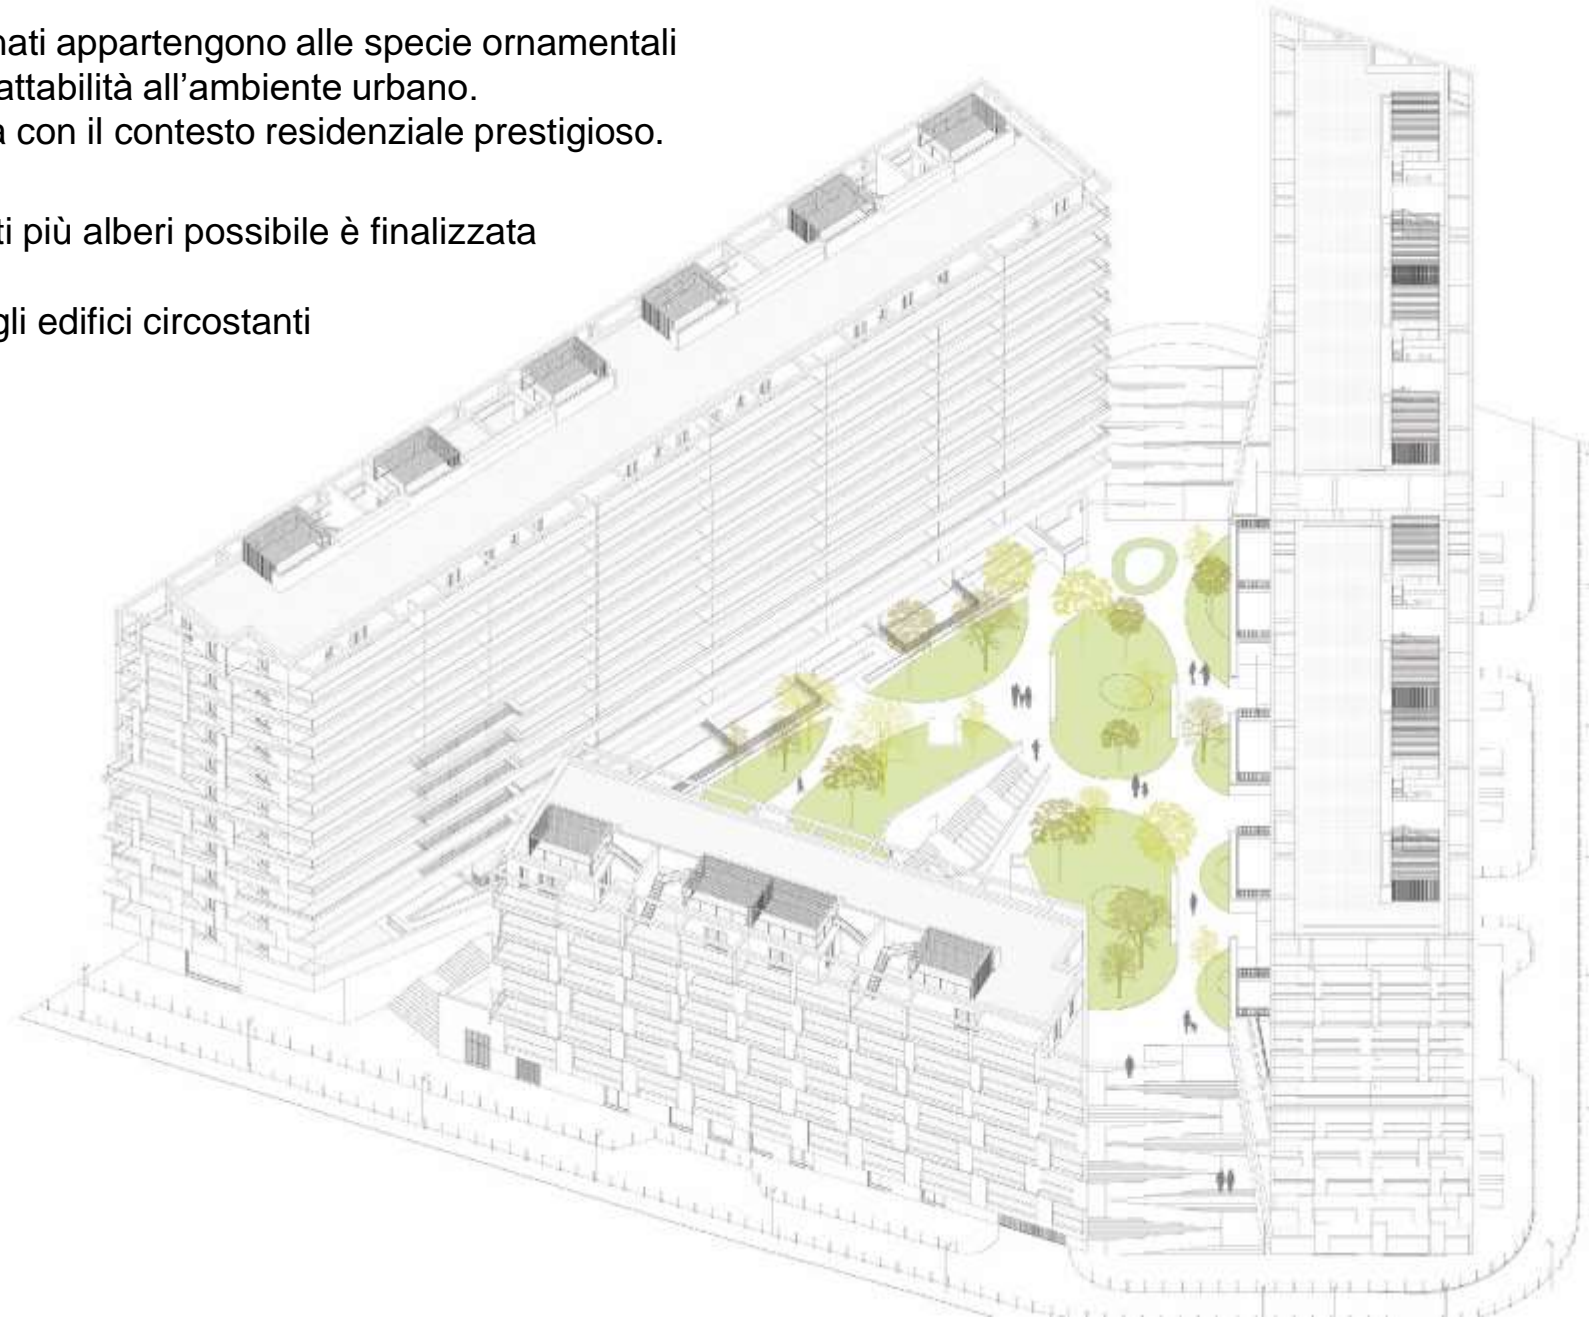 nati appartengono alle specie ornamentali
attabilità all’ambiente urbano.
a con il contesto residenziale prestigioso.
ti più alberi possibile è finalizzata
gli edifici circostanti